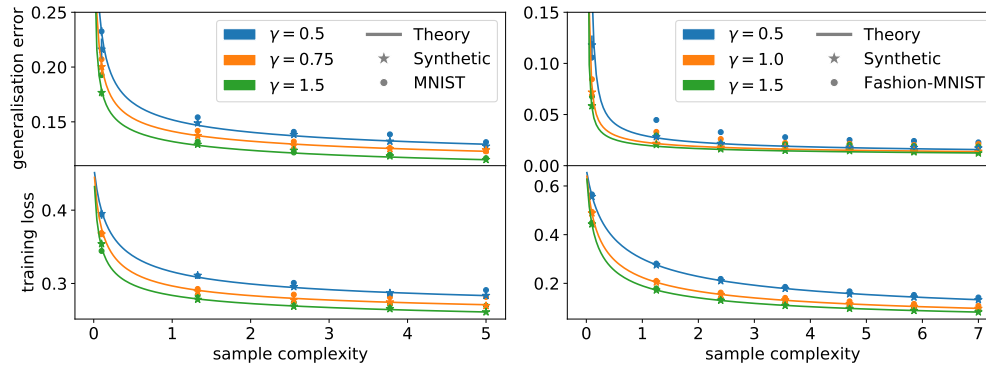 generalisation error
0.25
0.20
0.15
γ = 0.5
γ = 0.75
γ = 1.5
Theory
Synthetic
MNIST
0.15
0.10
0.05
0.00
γ = 0.5
γ = 1.0
γ = 1.5
Theory
Synthetic
Fashion-MNIST
training loss
0.4
0.3
0 1 2 3 4 5
sample complexity
0.6
0.4
0.2
0 1 2 3 4 5 6 7
sample complexity